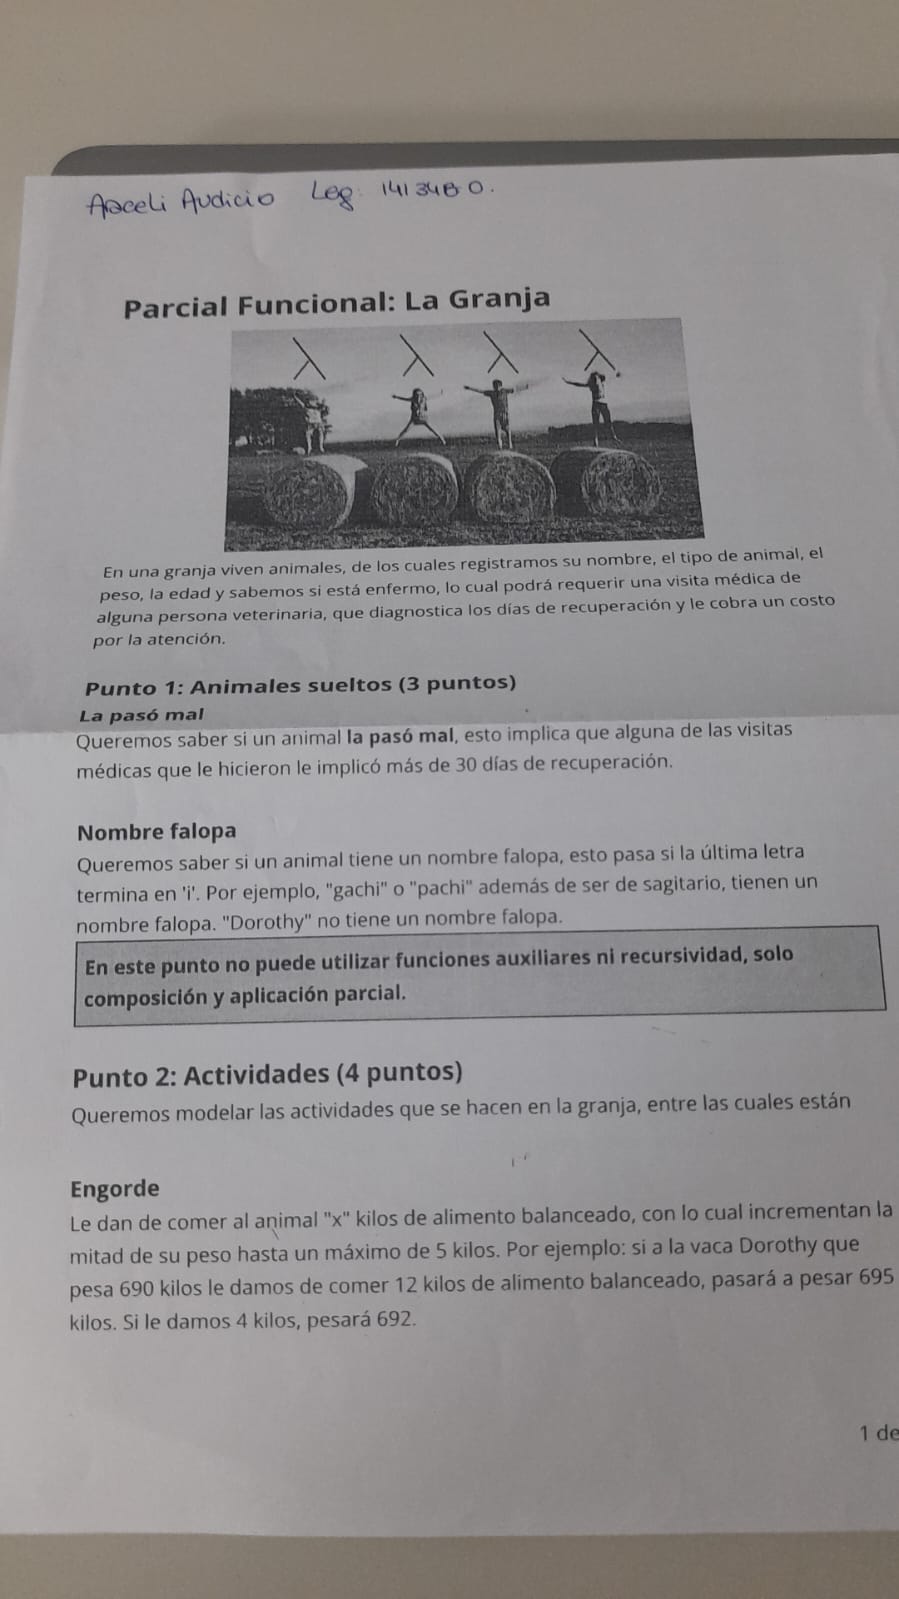 Araceli Audicio Leg: 1413480.
Parcial Funcional: La Granja
λ λ λ λ
En una granja viven animales, de los cuales registramos su nombre, el tipo de animal, el
peso, la edad y sabemos si está enfermo, lo cual podrá requerir una visita médica de
alguna persona veterinaria, que diagnostica los días de recuperación y le cobra un costo
por la atención.
Punto 1: Animales sueltos (3 puntos)
La pasó mal
Queremos saber si un animal la pasó mal, esto implica que alguna de las visitas
médicas que le hicieron le implicó más de 30 días de recuperación.
Nombre falopa
Queremos saber si un animal tiene un nombre falopa, esto pasa si la última letra
termina en 'i'. Por ejemplo, "gachi" o "pachi" además de ser de sagitario, tienen un
nombre falopa. "Dorothy" no tiene un nombre falopa.
En este punto no puede utilizar funciones auxiliares ni recursividad, solo
composición y aplicación parcial.
Punto 2: Actividades (4 puntos)
Queremos modelar las actividades que se hacen en la granja, entre las cuales están
Engorde
Le dan de comer al animal "x" kilos de alimento balanceado, con lo cual incrementan la
mitad de su peso hasta un máximo de 5 kilos. Por ejemplo: si a la vaca Dorothy que
pesa 690 kilos le damos de comer 12 kilos de alimento balanceado, pasará a pesar 695
kilos. Si le damos 4 kilos, pesará 692.
1 de